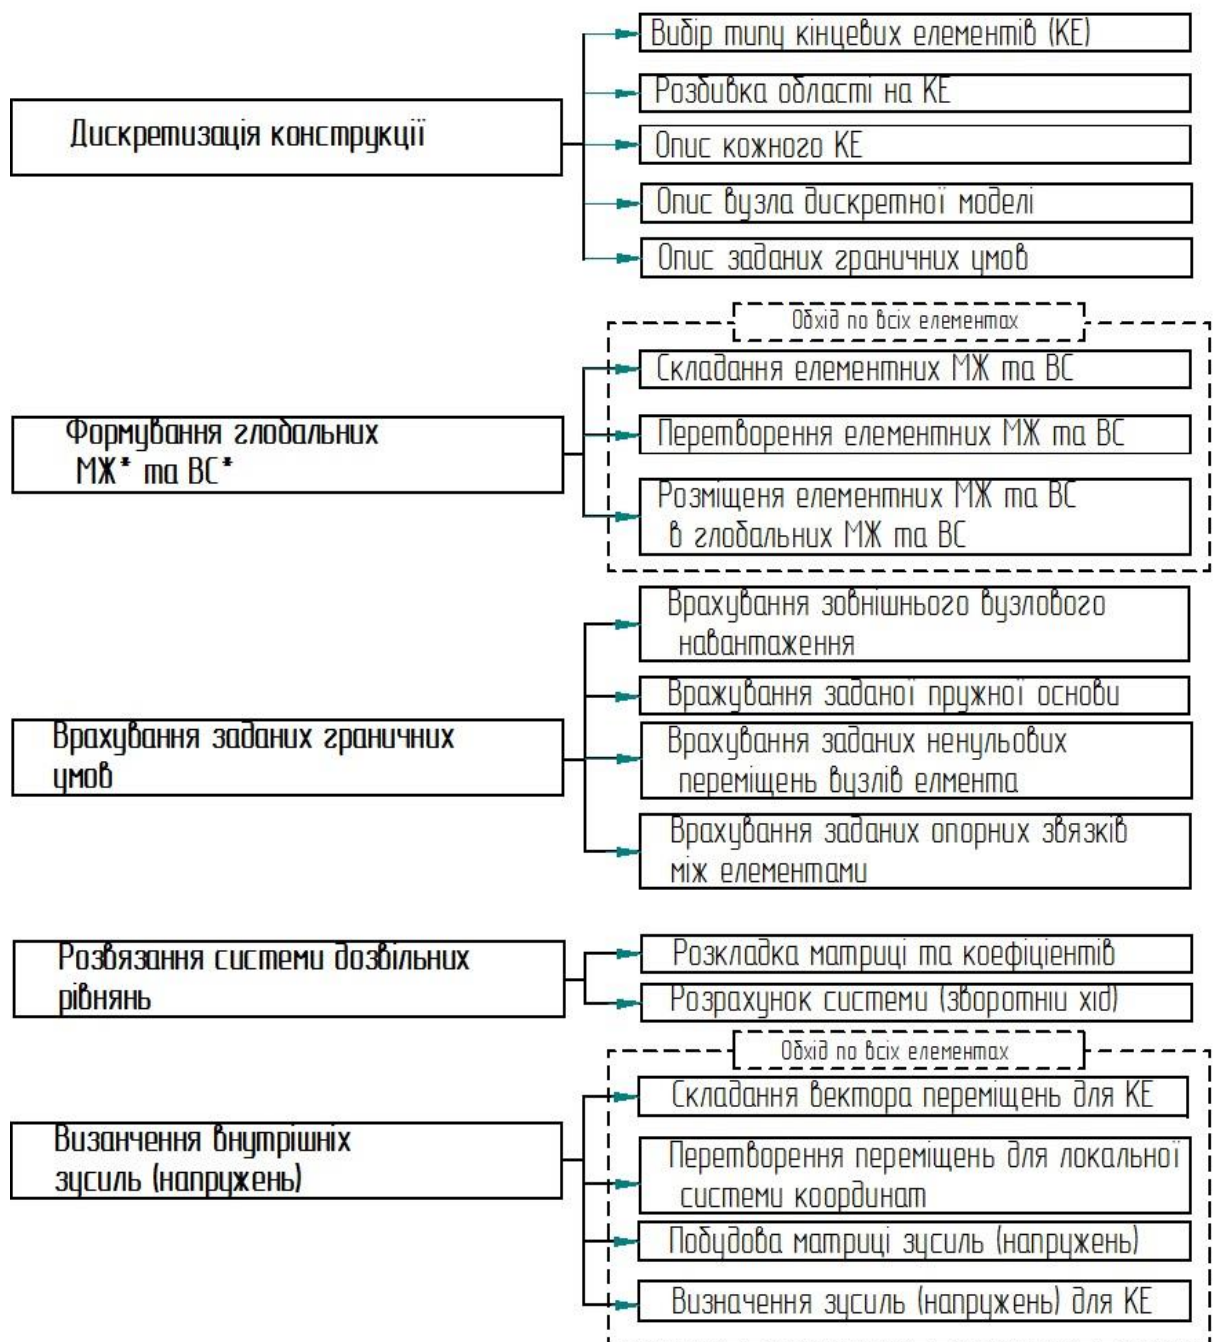 Дискретизація конструкції
Вибір типу кінцевих елементів (КЕ)
Розбивка області на КЕ
Опис кожного КЕ
Опис вузла дискретної моделі
Опис заданих граничних умов
Формування глобальних
МЖ* та ВС*
Обхід по всіх елементах
Складання елементних МЖ та ВС
Перетворення елементних МЖ та ВС
Розміщеня елементних МЖ та ВС
в глобальних МЖ та ВС
Врахування заданих граничних
умов
Врахування зовнішнього вузлового
навантаження
Вражування заданої пружної основи
Врахування заданих ненульових
переміщень вузлів елмента
Врахування заданих опорних звязків
між елементами
Розвязання системи дозвільних
рівнянь
Розкладка матриці та коефіціентів
Розрахунок системи (зворотніи хід)
Визанчення внутрішніх
зусиль (напружень)
Обхід по всіх елементах
Складання вектора переміщень для КЕ
Перетворення переміщень для локальної
системи координат
Побудова матриці зусиль (напружень)
Визначення зусиль (напружень) для КЕ